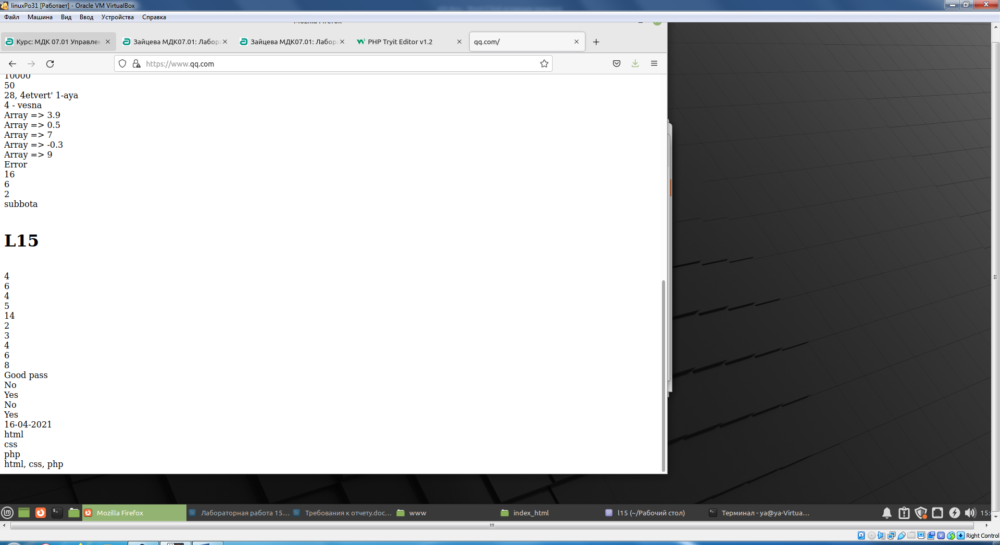 linuxPo31 [Работает] - Oracle VM VirtualBox
Файл Машина Вид Ввод Устройства Справка
Mozilla Firefox
Курс: МДК 07.01 Управлен
Зайцева МДК07.01: Лабора
Зайцева МДК07.01: Лабора
PHP Tryit Editor v1.2
qq.com/
https://www.qq.com
10000
50
28, 4etvert' 1-aya
4 - vesna
Array => 3.9
Array => 0.5
Array => 7
Array => -0.3
Array => 9
Error
16
6
2
subbota
L15
4
6
4
5
14
2
3
4
6
8
Good pass
No
Yes
No
Yes
16-04-2021
html
css
php
html, css, php
Mozilla Firefox
Лабораторная работа 15...
Требования к отчету.doc...
www
index_html
l15 (~/Рабочий стол)
Терминал - ya@ya-Virtua...
15:
Right Control